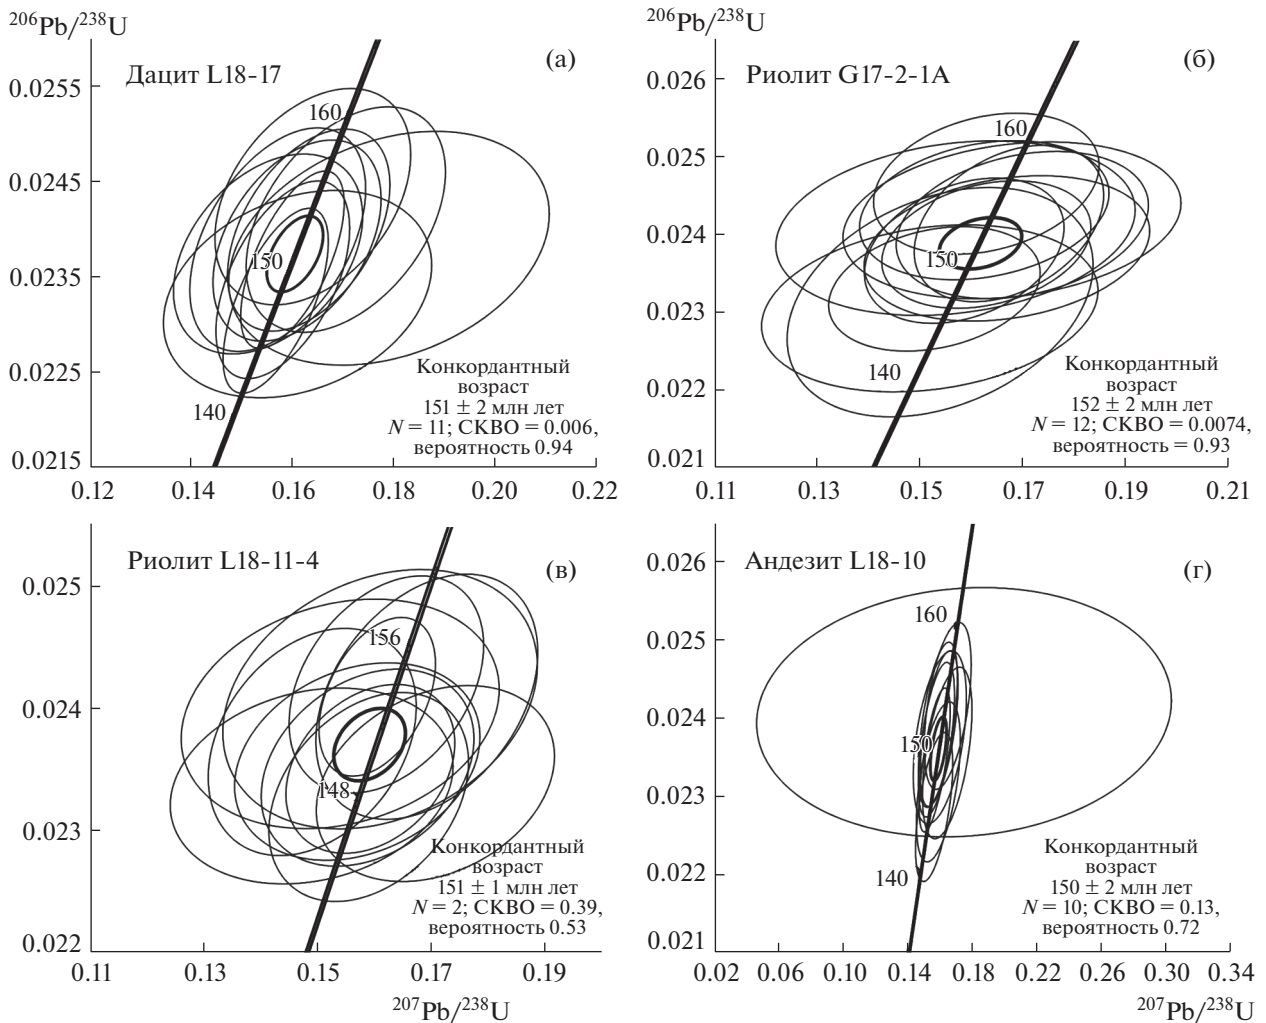 206Pb/238U
(а)
Дацит L18-17
0.0255
0.0245
0.0235
0.0225
0.0215
160
150
140
Конкордантный
возраст
151 ± 2 млн лет
N = 11; СКВО = 0.006,
вероятность 0.94
0.12 0.14 0.16 0.18 0.20 0.22
206Pb/238U
(б)
Риолит G17-2-1A
0.026
0.025
0.024
0.023
0.022
0.021
160
150
140
Конкордантный
возраст
152 ± 2 млн лет
N = 12; СКВО = 0.0074,
вероятность = 0.93
0.11 0.13 0.15 0.17 0.19 0.21
(в)
Риолит L18-11-4
0.025
0.024
0.023
0.022
156
148
Конкордантный
возраст
151 ± 1 млн лет
N = 2; СКВО = 0.39,
вероятность 0.53
0.11 0.13 0.15 0.17 0.19
207Pb/238U
(г)
Андезит L18-10
0.026
0.025
0.024
0.023
0.022
0.021
160
150
140
Конкордантный
возраст
150 ± 2 млн лет
N = 10; СКВО = 0.13,
вероятность 0.72
0.02 0.06 0.10 0.14 0.18 0.22 0.26 0.30 0.34
207Pb/238U